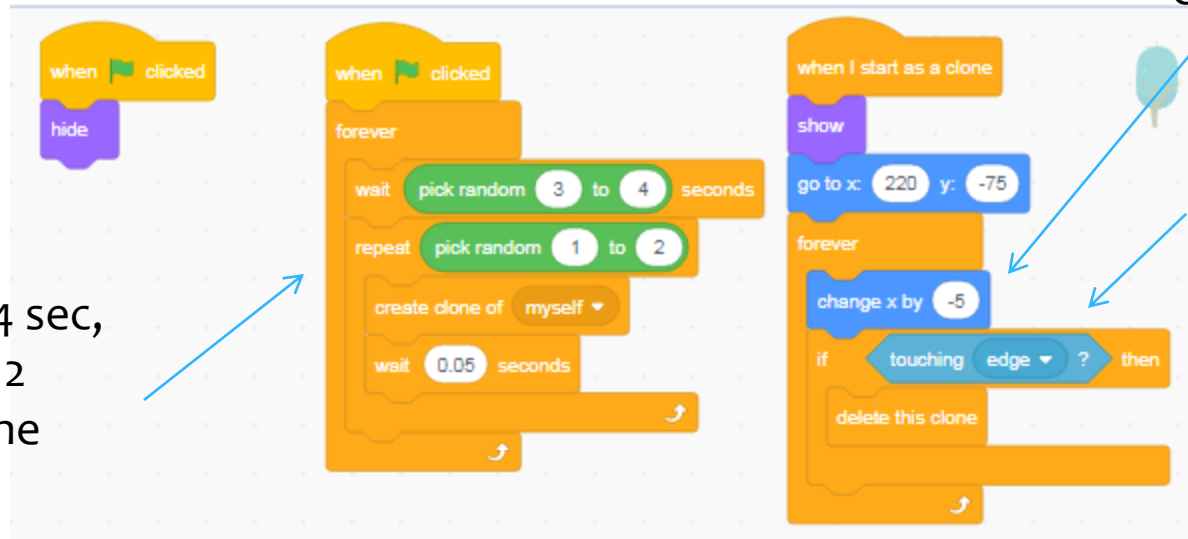 when clicked
hide
when clicked
forever
wait pick random 3 to 4 seconds
repeat pick random 1 to 2
create clone of myself
wait 0.05 seconds
when I start as a clone
show
go to x: 220 y: -75
forever
change x by -5
if touching edge ? then
delete this clone
4 sec,
2